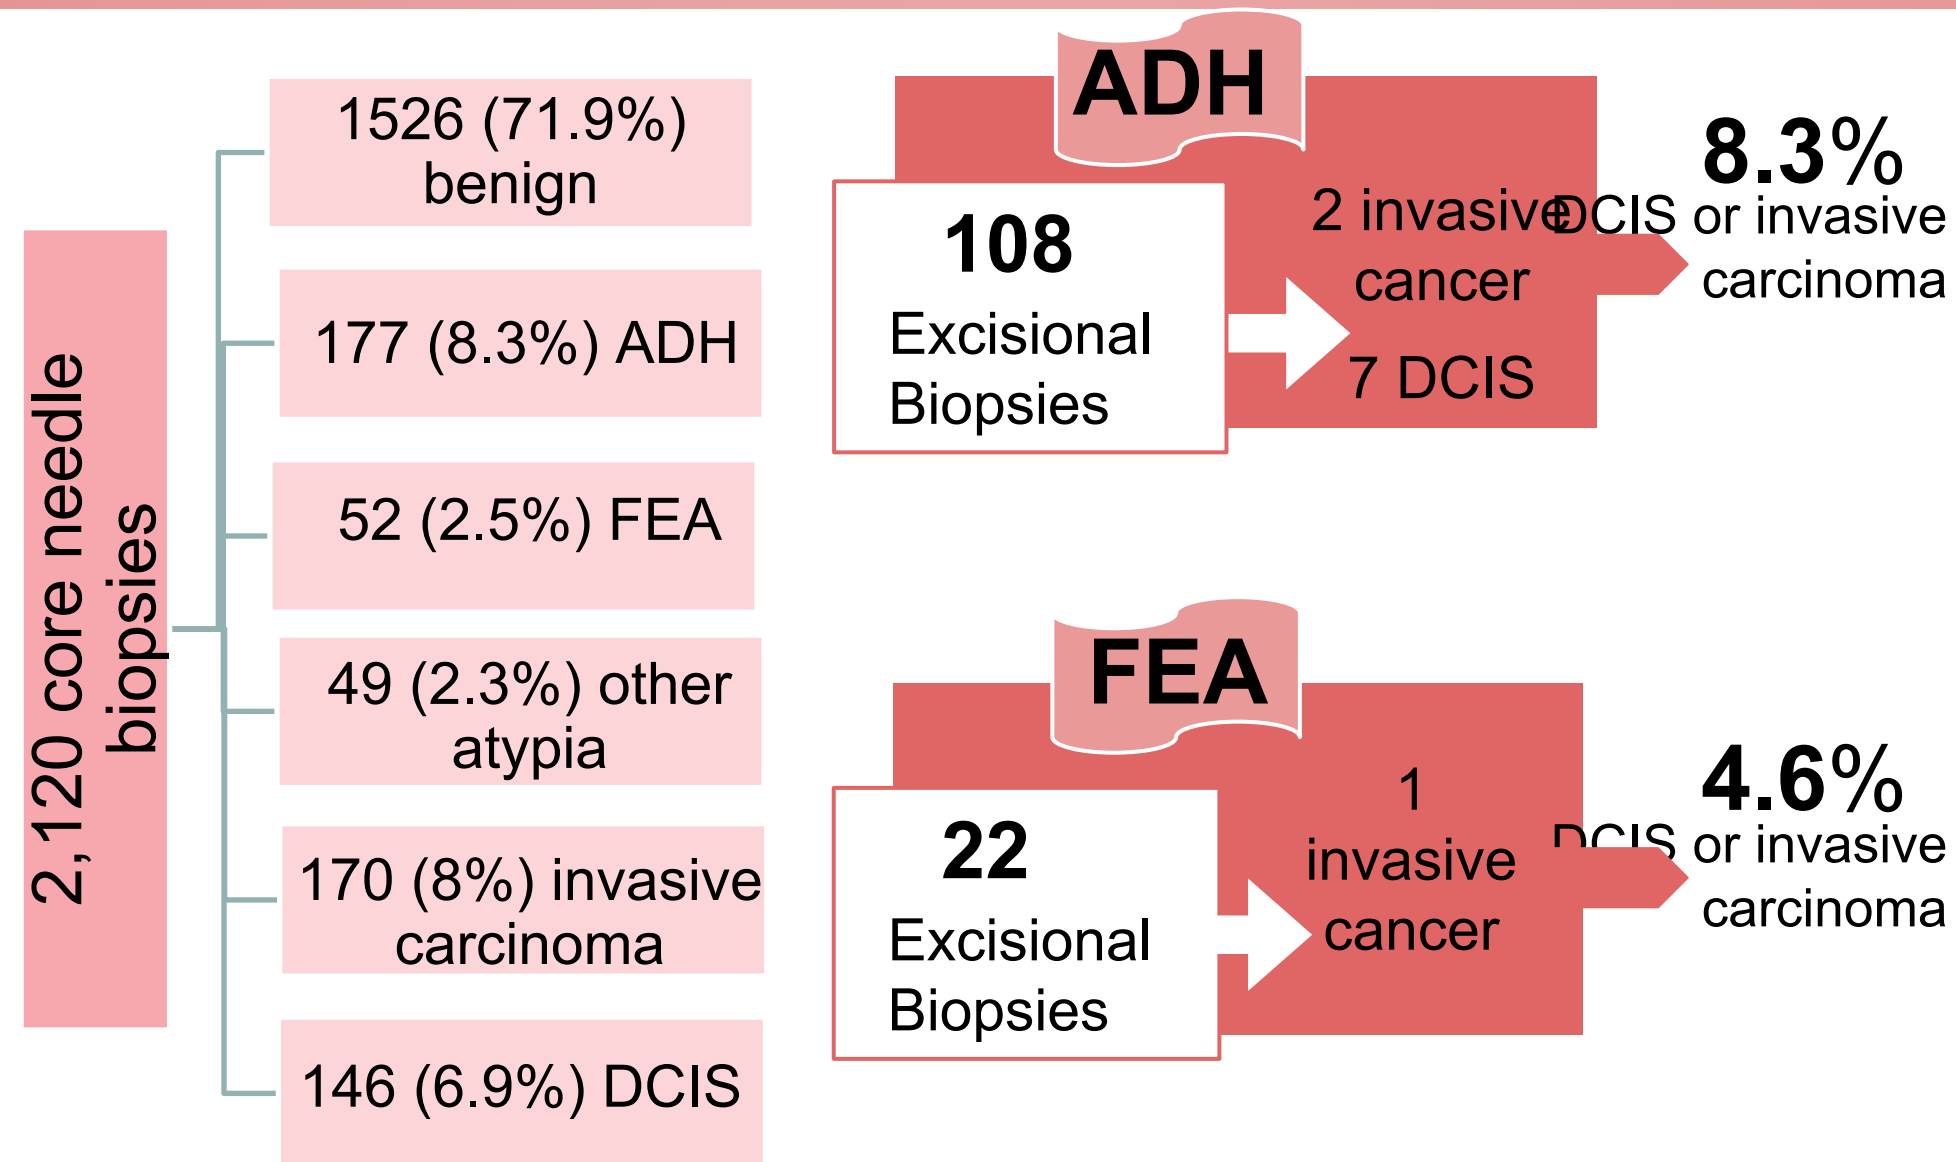 2,120 core needle
biopsies
1526 (71.9%)
benign
177 (8.3%) ADH
52 (2.5%) FEA
49 (2.3%) other
atypia
170 (8%) invasive
carcinoma
146 (6.9%) DCIS
ADH
108
Excisional
Biopsies
2 invasive
cancer
7 DCIS
8.3%
DCIS or invasive
carcinoma
FEA
22
Excisional
Biopsies
1
invasive
cancer
4.6%
DCIS or invasive
carcinoma